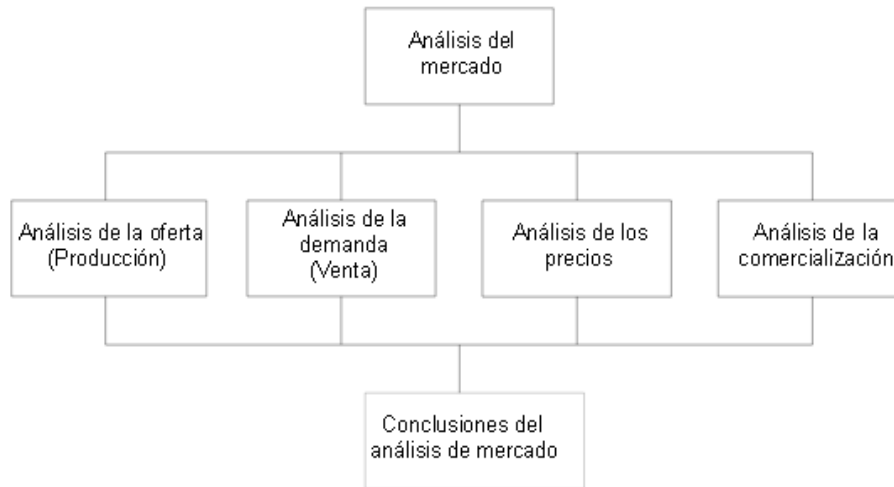 Análisis del
mercado
Análisis de la oferta
(Producción)
Análisis de la
demanda
(Venta)
Análisis de los
precios
Análisis de la
comercialización
Conclusiones del
análisis de mercado